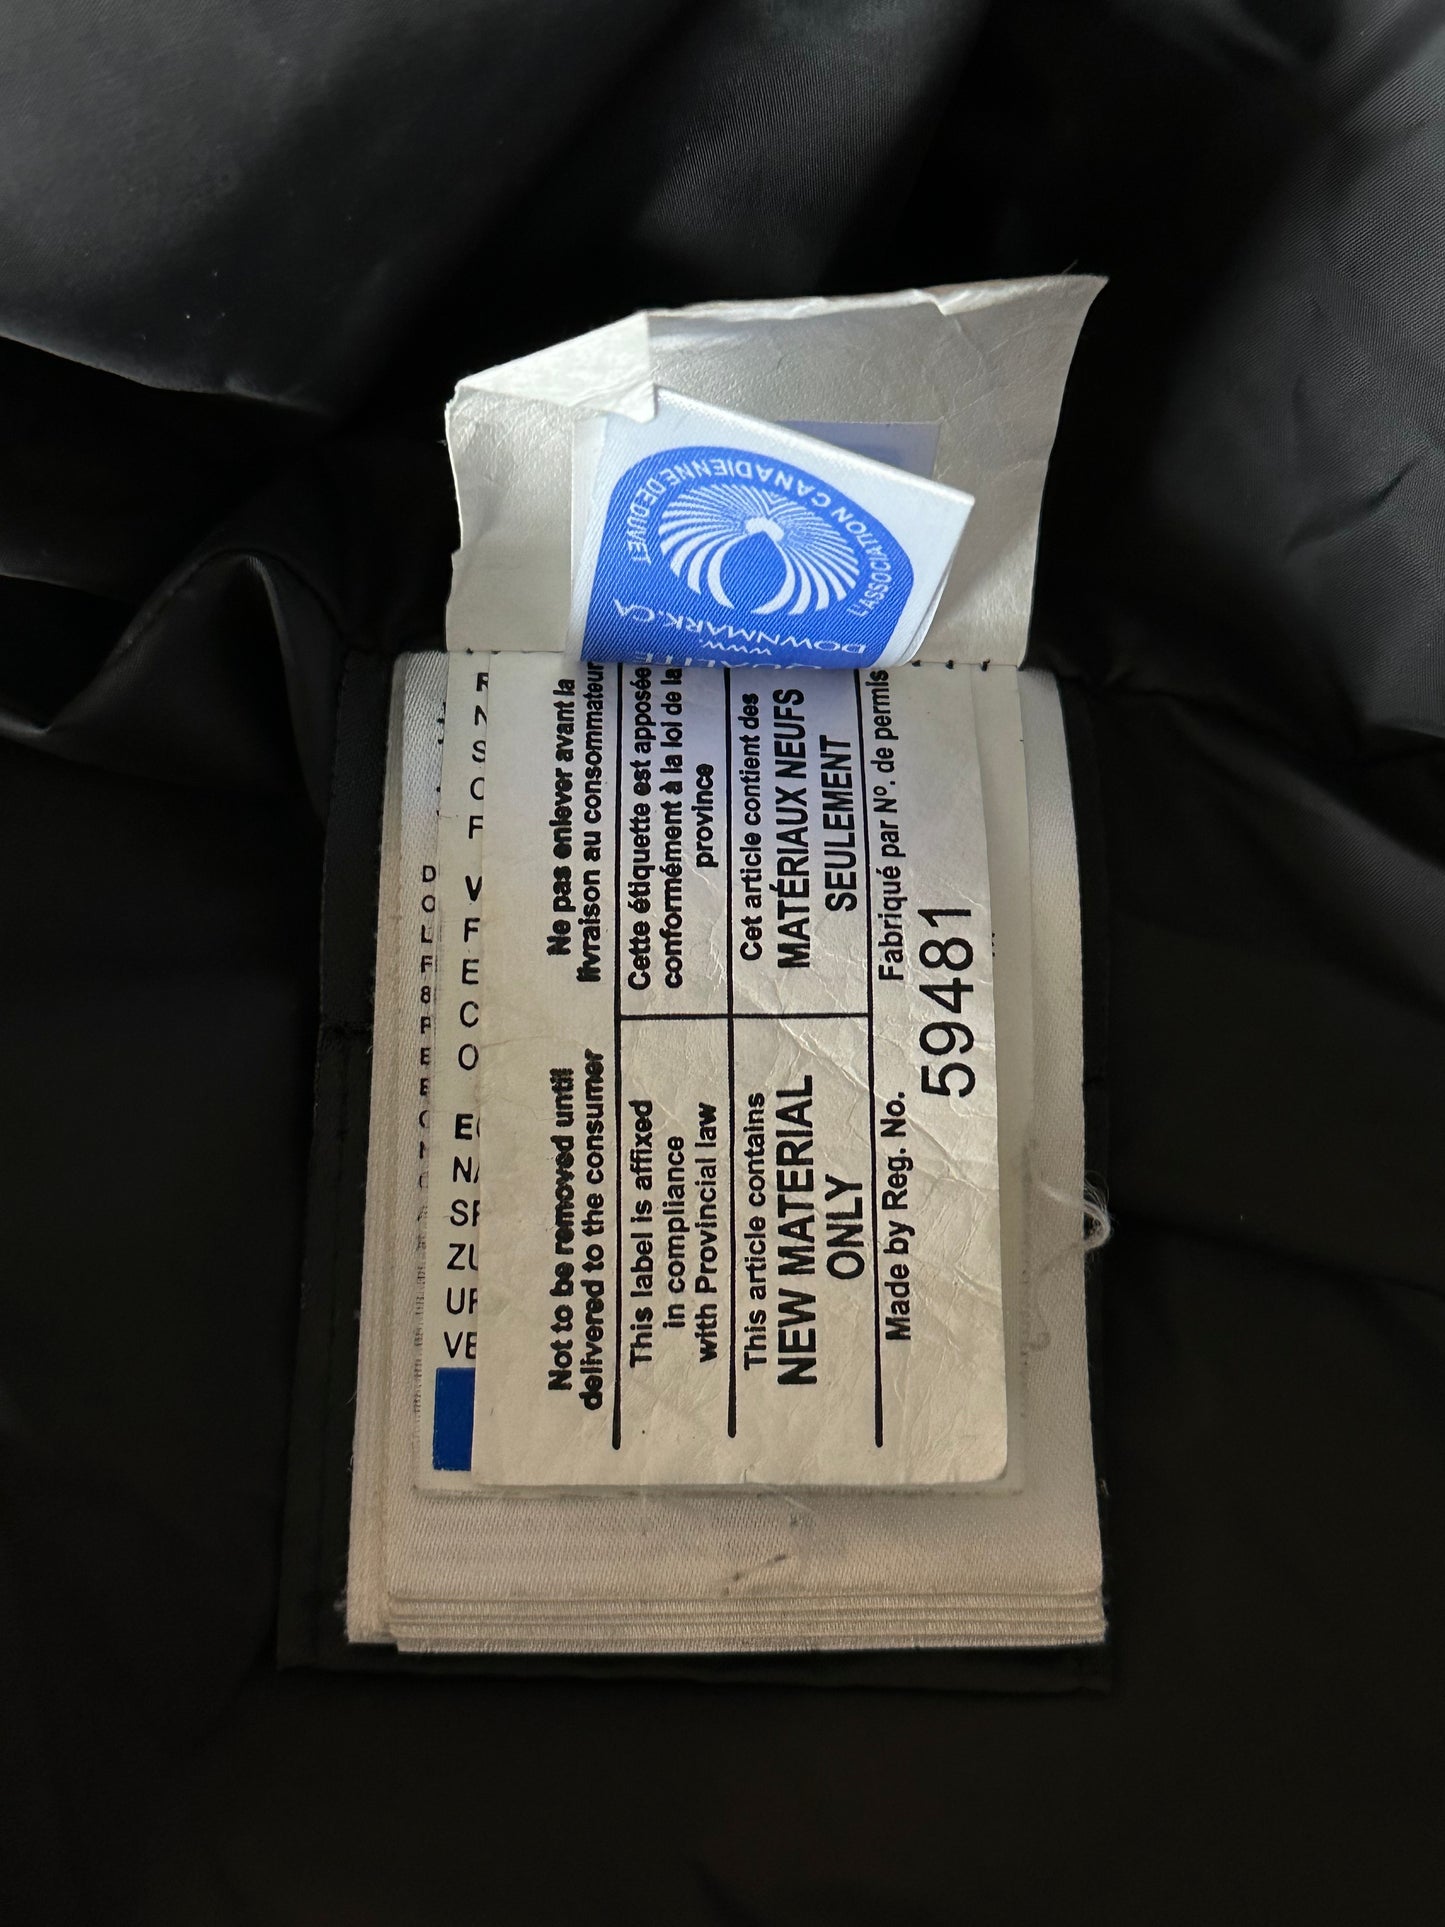 Not to be removed until
delivered to the consumer
Ne pas enlever avant la
livraison au consommateur
This label is affixed
in compliance
with Provincial law
Cette étiquette est apposée
conformément à la loi de la
province
This article contains
NEW MATERIAL
ONLY
Cet article contient des
MATÉRIAUX NEUFS
SEULEMENT
Made by Reg. No.
Fabriqué par Nº. de permis
59481
L'ASSOCIATION CANADIENNE DE DUVET
WWW.
DOWNMARK.CA